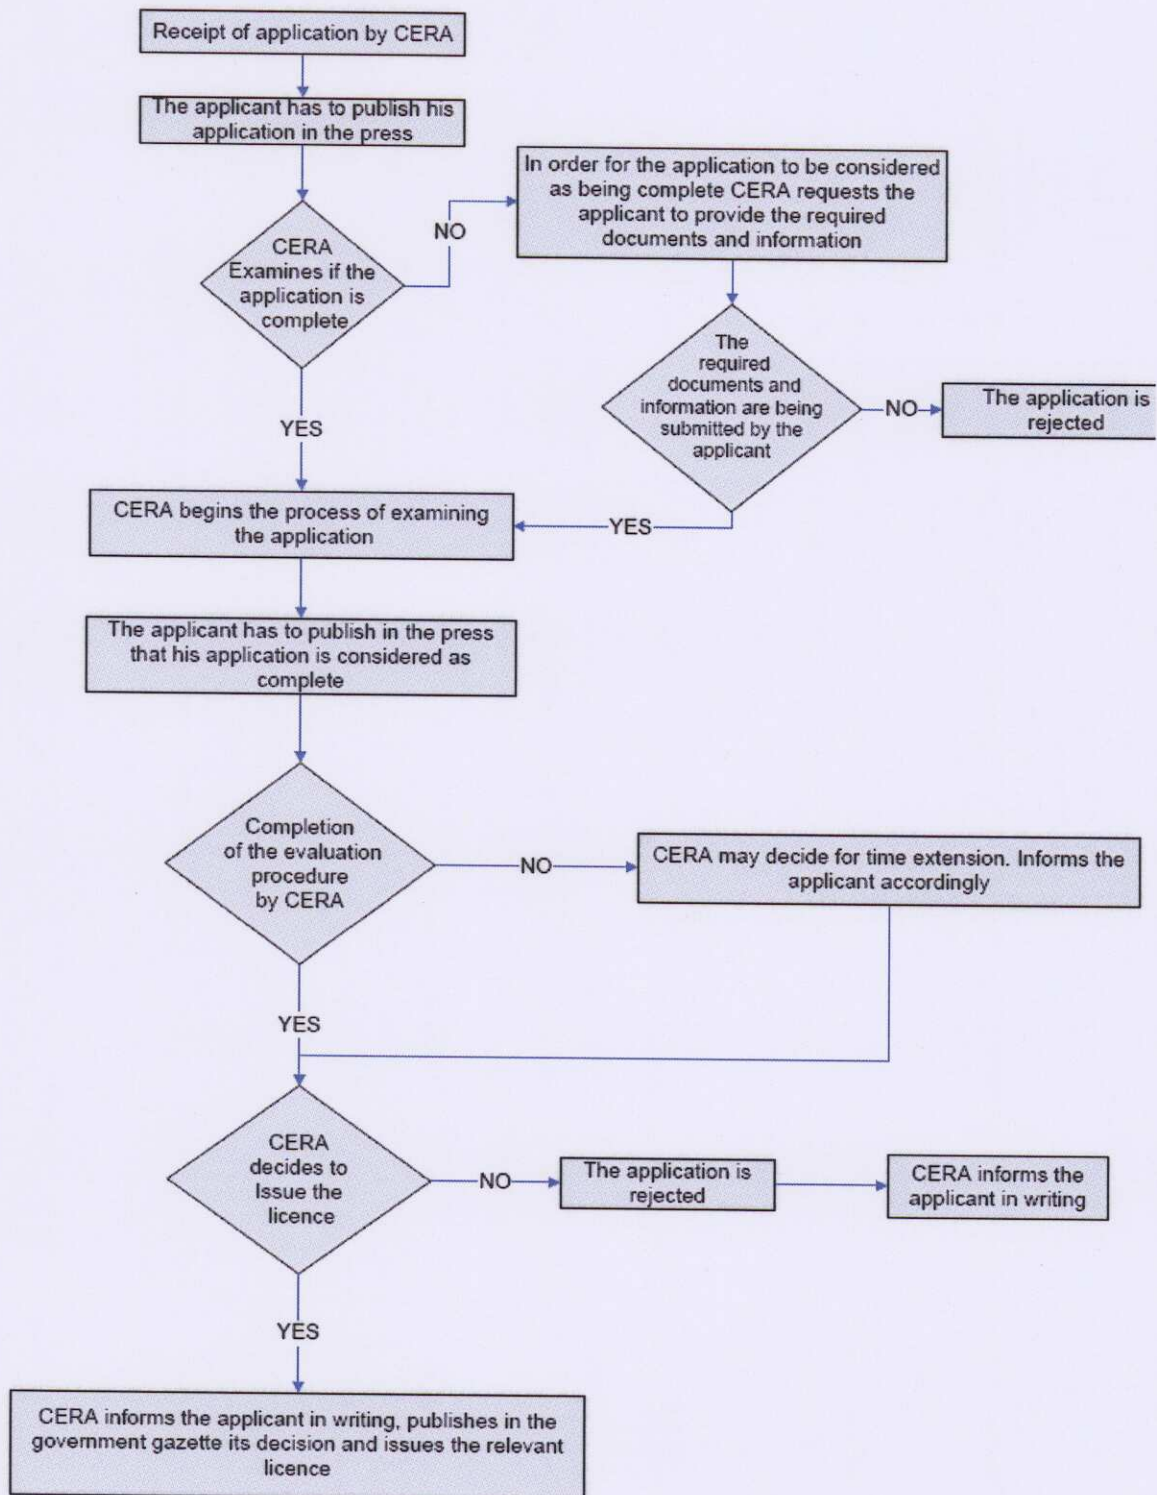 Receipt of application by CERA
The applicant has to publish his
application in the press
In order for the application to be considered
as being complete CERA requests the
applicant to provide the required
documents and information
NO
CERA
Examines if the
application is
complete
The
required
documents and
information are being
submitted by the
applicant
NO
The application is
rejected
YES
CERA begins the process of examining
the application
YES
The applicant has to publish in the press
that his application is considered as
complete
Completion
of the evaluation
procedure
by CERA
NO
CERA may decide for time extension. Informs the
applicant accordingly
YES
CERA
decides to
Issue the
licence
NO
The application is
rejected
CERA informs the
applicant in writing
YES
CERA informs the applicant in writing, publishes in the
government gazette its decision and issues the relevant
licence